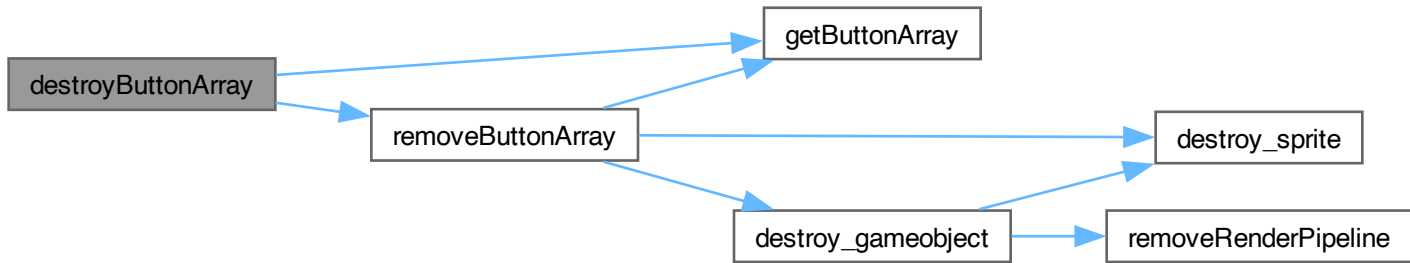 getButtonArray
destroyButtonArray
removeButtonArray
destroy_sprite
destroy_gameobject
removeRenderPipeline